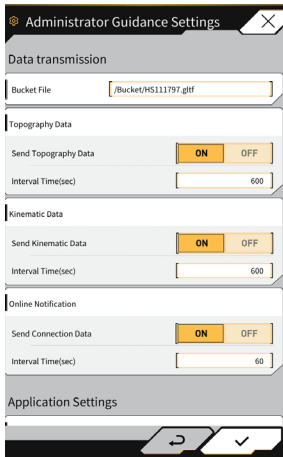 Administrator Guidance Settings
Data transmission
Bucket File /Bucket/HS111797.gltf
Topography Data
Send Topography Data ON OFF
Interval Time(sec) 600
Kinematic Data
Send Kinematic Data ON OFF
Interval Time(sec) 600
Online Notification
Send Connection Data ON OFF
Interval Time(sec) 60
Application Settings